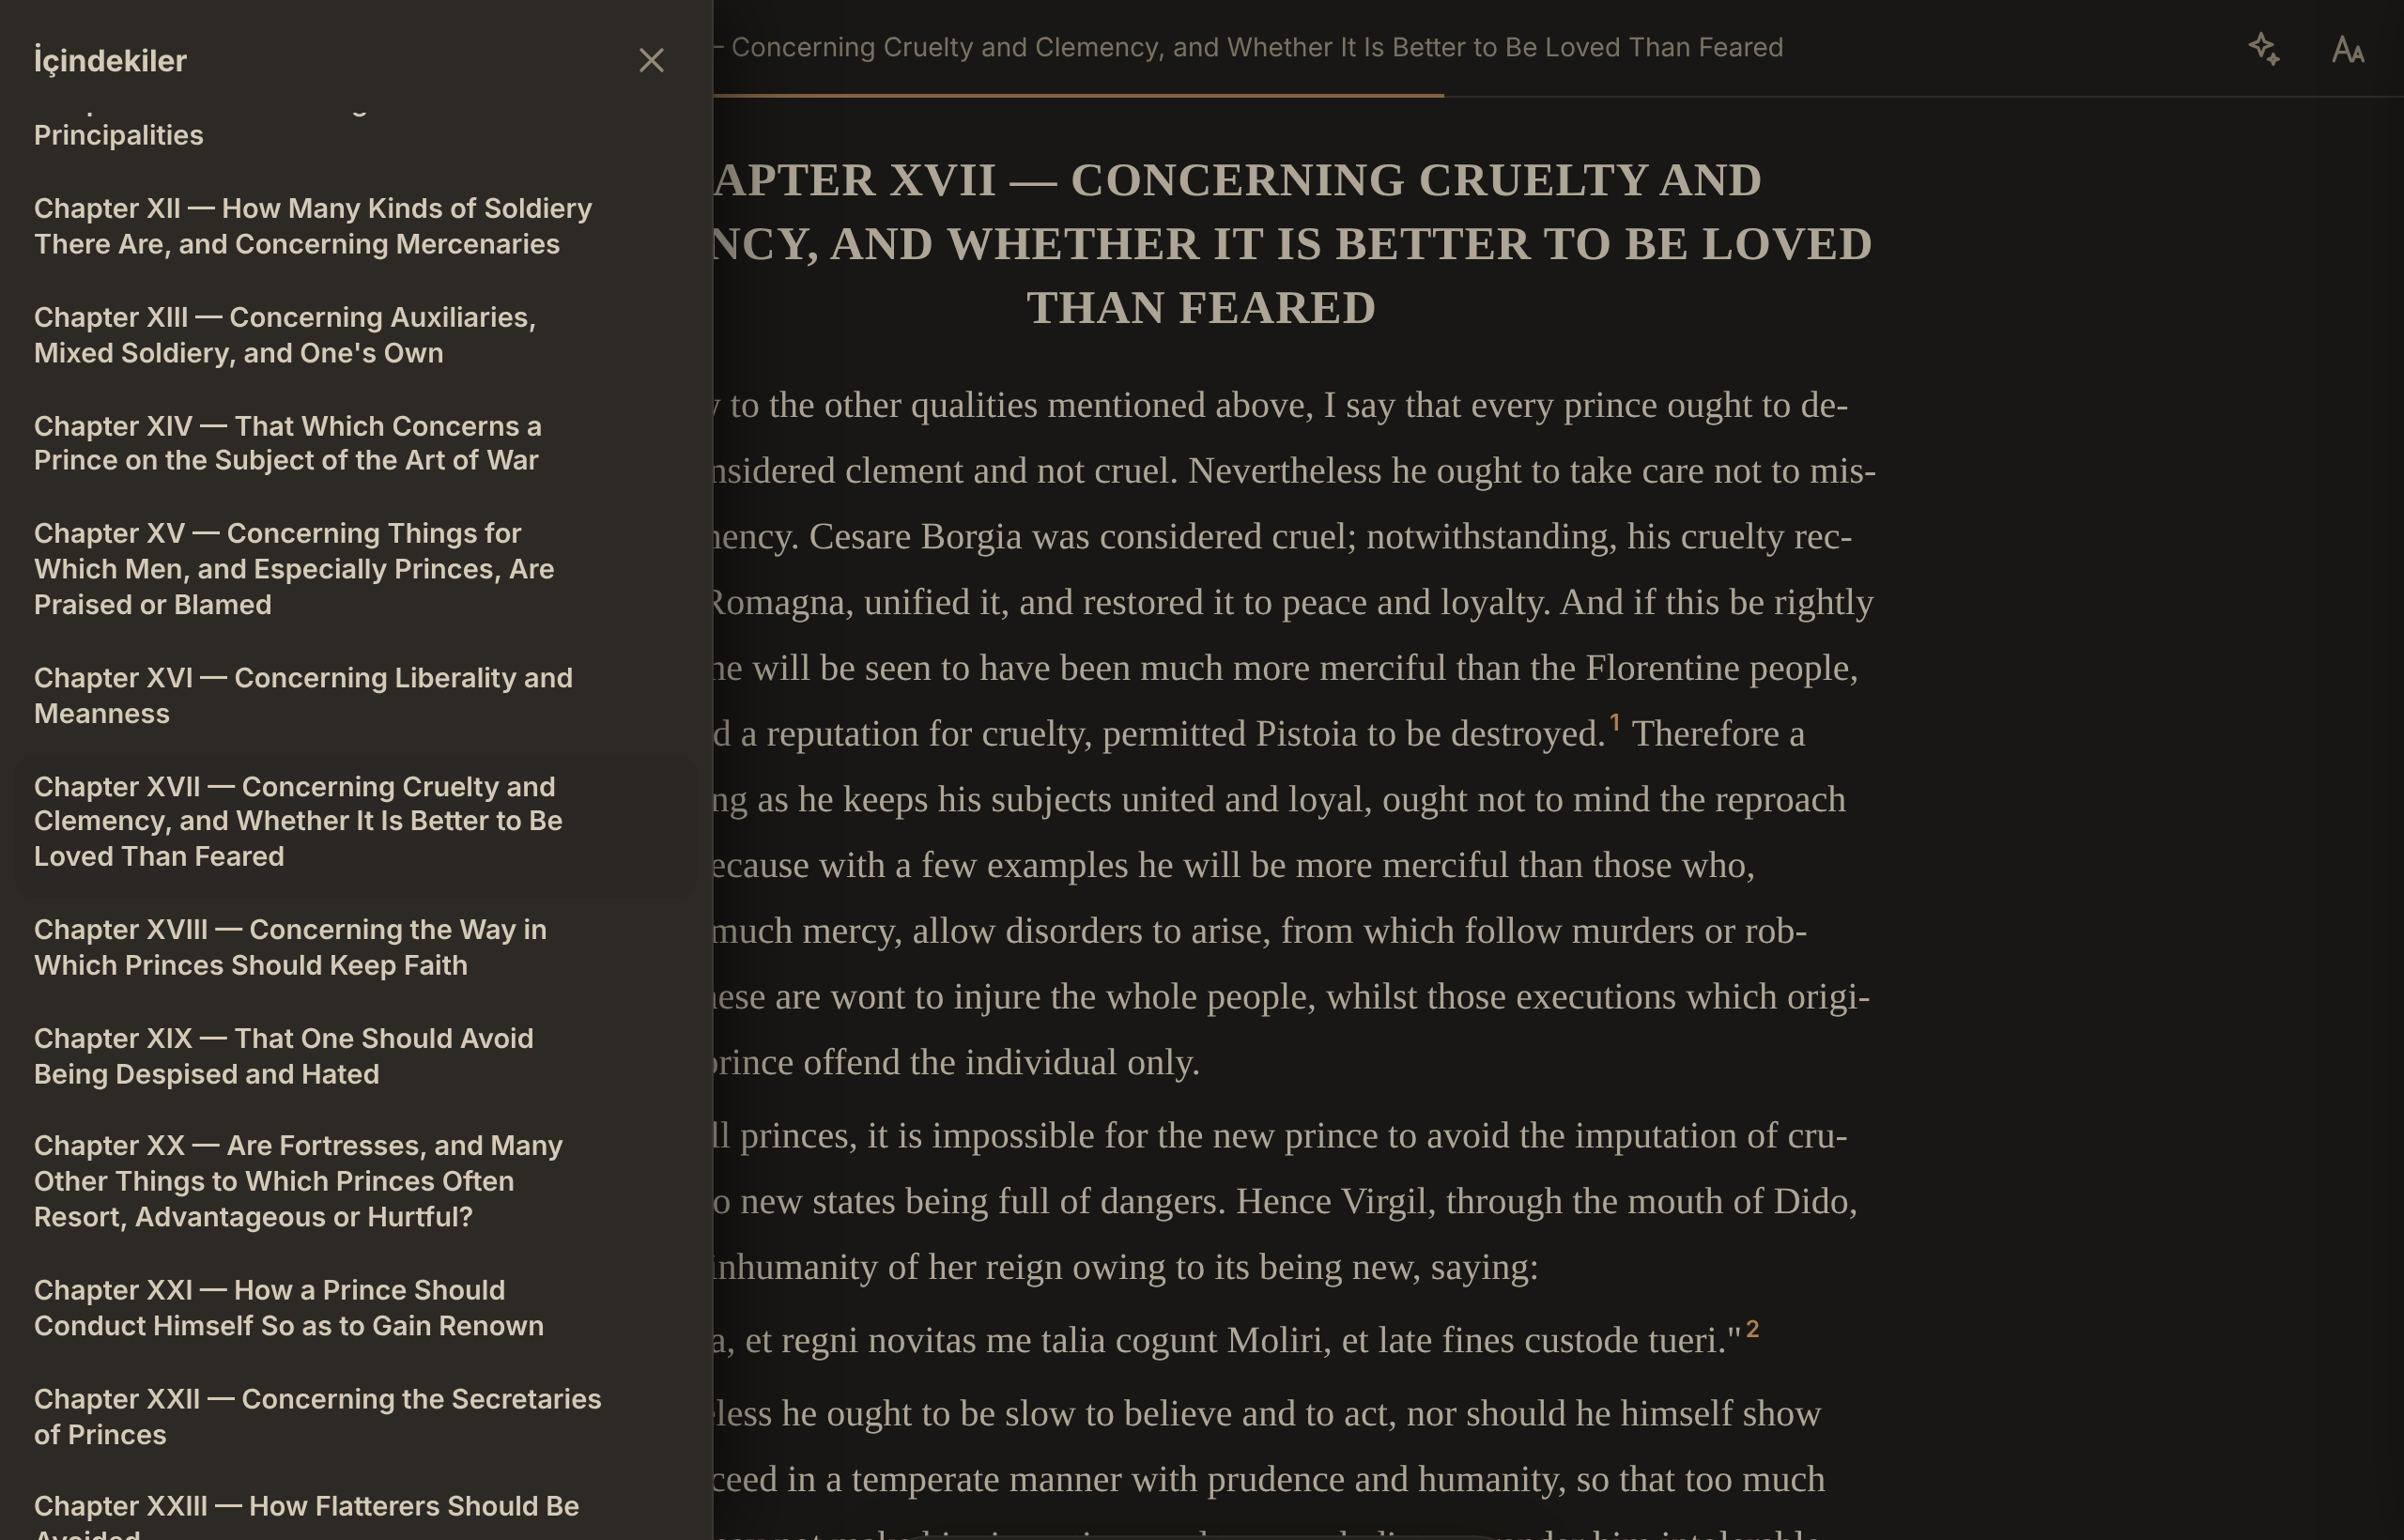 İçindekiler
Principalities
Chapter XII — How Many Kinds of Soldiery
There Are, and Concerning Mercenaries
Chapter XIII — Concerning Auxiliaries,
Mixed Soldiery, and One's Own
Chapter XIV — That Which Concerns a
Prince on the Subject of the Art of War
Chapter XV — Concerning Things for
Which Men, and Especially Princes, Are
Praised or Blamed
Chapter XVI — Concerning Liberality and
Meanness
Chapter XVII — Concerning Cruelty and
Clemency, and Whether It Is Better to Be
Loved Than Feared
Chapter XVIII — Concerning the Way in
Which Princes Should Keep Faith
Chapter XIX — That One Should Avoid
Being Despised and Hated
Chapter XX — Are Fortresses, and Many
Other Things to Which Princes Often
Resort, Advantageous or Hurtful?
Chapter XXI — How a Prince Should
Conduct Himself So as to Gain Renown
Chapter XXII — Concerning the Secretaries
of Princes
Chapter XXIII — How Flatterers Should Be
Concerning Cruelty and Clemency, and Whether It Is Better to Be Loved Than Feared
AA
APTER XVII — CONCERNING CRUELTY AND
NCY, AND WHETHER IT IS BETTER TO BE LOVED
THAN FEARED
y to the other qualities mentioned above, I say that every prince ought to de-
nsidered clement and not cruel. Nevertheless he ought to take care not to mis-
ency. Cesare Borgia was considered cruel; notwithstanding, his cruelty rec-
Romagna, unified it, and restored it to peace and loyalty. And if this be rightly
he will be seen to have been much more merciful than the Florentine people,
d a reputation for cruelty, permitted Pistoia to be destroyed.1 Therefore a
ng as he keeps his subjects united and loyal, ought not to mind the reproach
ecause with a few examples he will be more merciful than those who,
much mercy, allow disorders to arise, from which follow murders or rob-
ese are wont to injure the whole people, whilst those executions which origi-
prince offend the individual only.
ll princes, it is impossible for the new prince to avoid the imputation of cru-
o new states being full of dangers. Hence Virgil, through the mouth of Dido,
inhumanity of her reign owing to its being new, saying:
a, et regni novitas me talia cogunt Moliri, et late fines custode tueri."2
less he ought to be slow to believe and to act, nor should he himself show
ceed in a temperate manner with prudence and humanity, so that too much